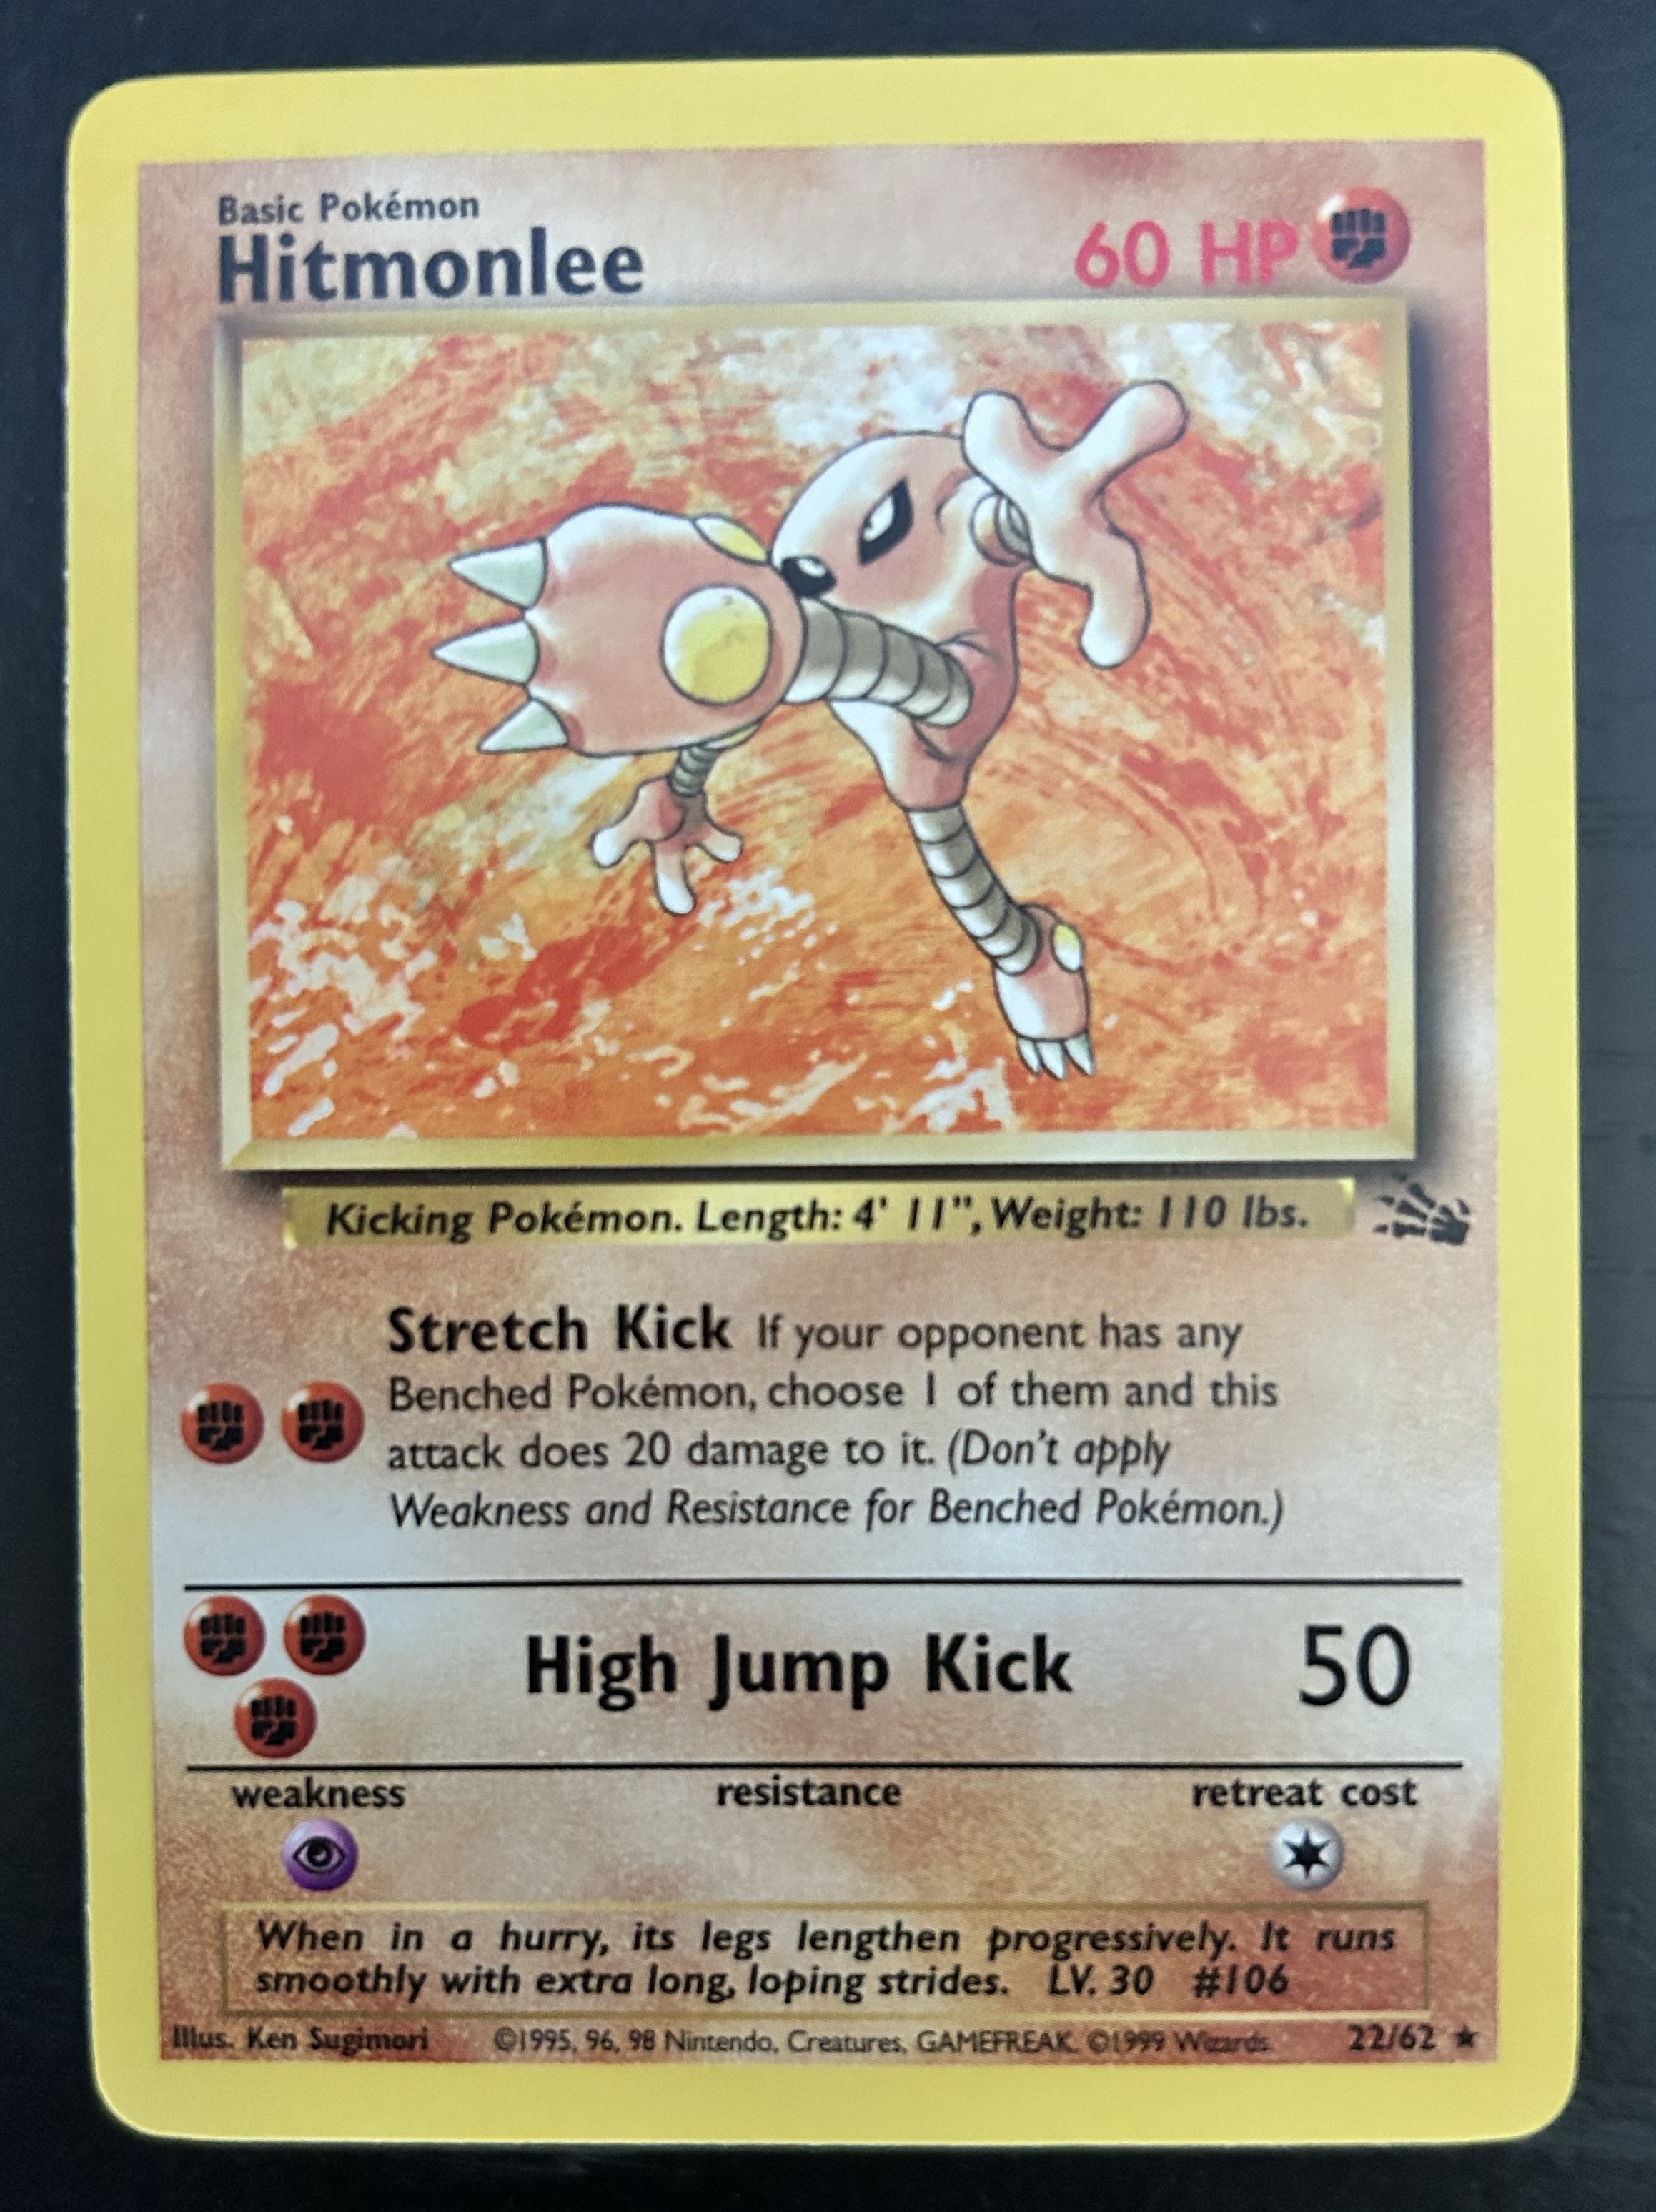 Basic Pokémon
Hitmonlee
60 HP
Kicking Pokémon. Length: 4' 11", Weight: 110 lbs.
Stretch Kick If your opponent has any
Benched Pokémon, choose 1 of them and this
attack does 20 damage to it. (Don't apply
Weakness and Resistance for Benched Pokémon.)
High Jump Kick 50
weakness resistance retreat cost
When in a hurry, its legs lengthen progressively. It runs
smoothly with extra long, loping strides. LV. 30 #106
Illus. Ken Sugimori ©1995, 96, 98 Nintendo, Creatures, GAMEFREAK. ©1999 Wizards. 22/62 ★